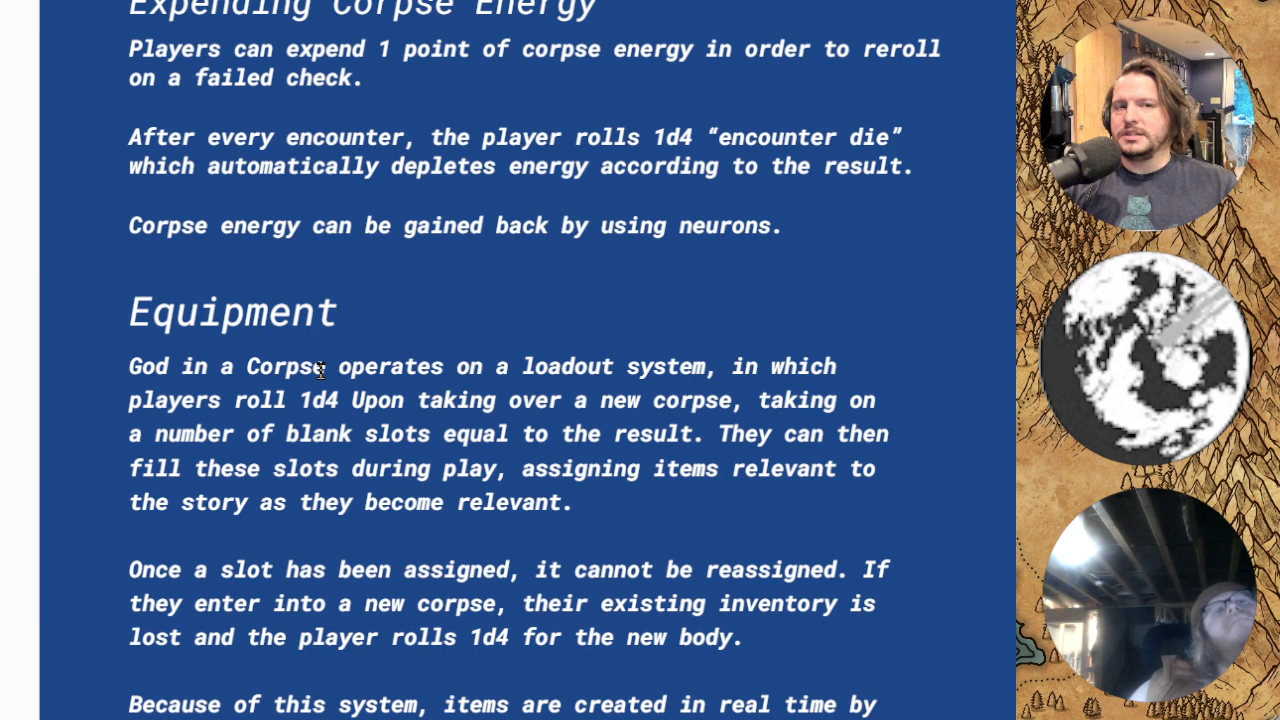 Expending Corpse Energy
Players can expend 1 point of corpse energy in order to reroll
on a failed check.
After every encounter, the player rolls 1d4 “encounter die”
which automatically depletes energy according to the result.
Corpse energy can be gained back by using neurons.
Equipment
God in a Corpse operates on a loadout system, in which
players roll 1d4 Upon taking over a new corpse, taking on
a number of blank slots equal to the result. They can then
fill these slots during play, assigning items relevant to
the story as they become relevant.
Once a slot has been assigned, it cannot be reassigned. If
they enter into a new corpse, their existing inventory is
lost and the player rolls 1d4 for the new body.
Because of this system, items are created in real time by